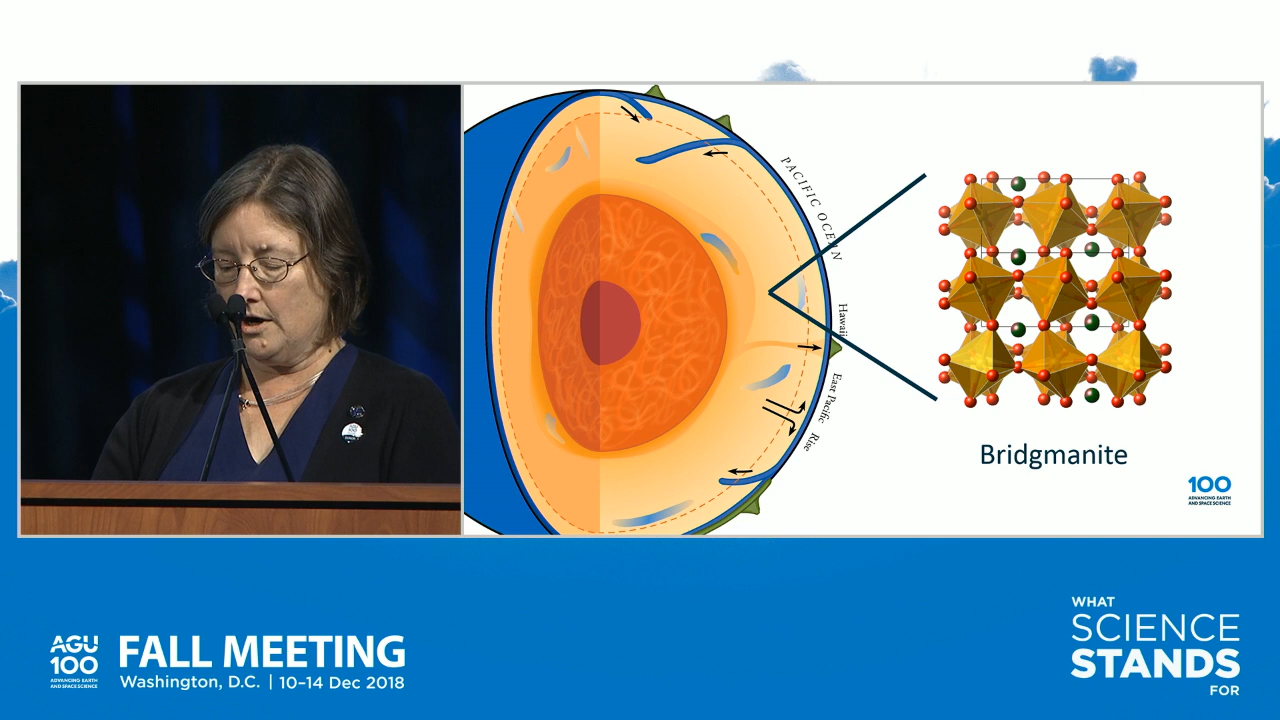 PACIFIC OCEAN
Hawaii
East Pacific Rise
Bridgmanite
100
ADVANCING EARTH
AND SPACE SCIENCE
AGU
100
ADVANCING EARTH
AND SPACE SCIENCE
FALL MEETING
Washington, D.C. | 10–14 Dec 2018
WHAT
SCIENCE
STANDS
FOR